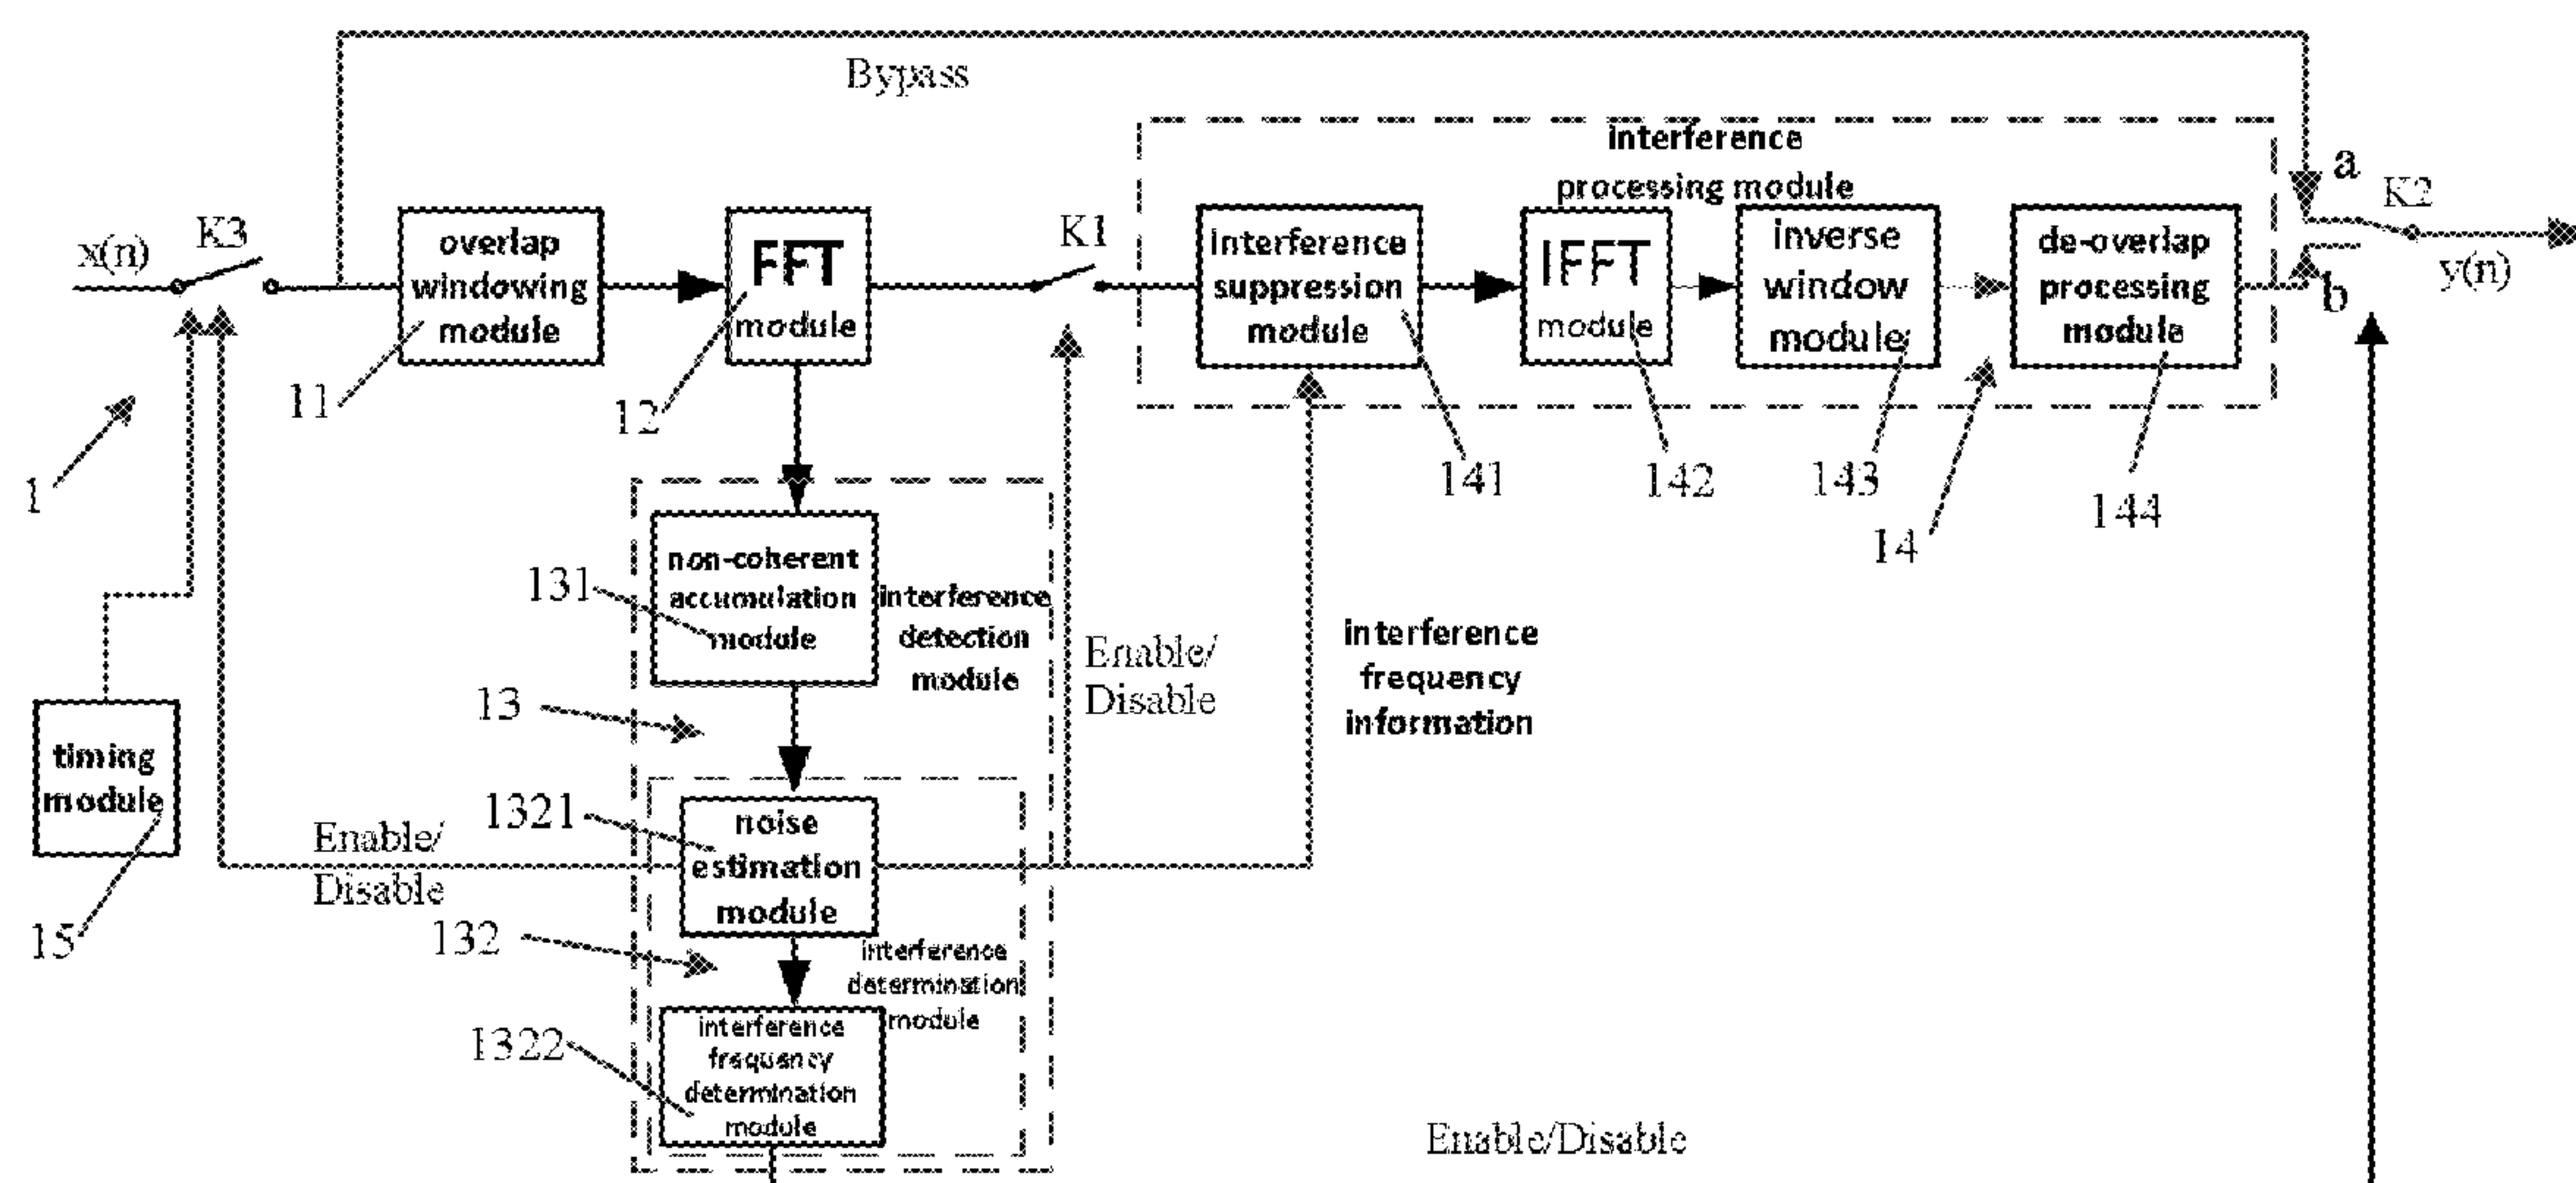 Bypass
interference
processing module
a
K2
x(n)
K3
overlap
windowing
module
FFT
module
K1
interference
suppression
module
IFFT
module
inverse
window
module
de-overlap
processing
module
b
y(n)
11
12
141
142
143
14
144
1
131
non-coherent
accumulation
module
interference
detection
module
Enable/
Disable
interference
frequency
information
13
timing
module
15
Enable/
Disable
1321
noise
estimation
module
132
interference
determination
module
1322
interference
frequency
determination
module
Enable/Disable